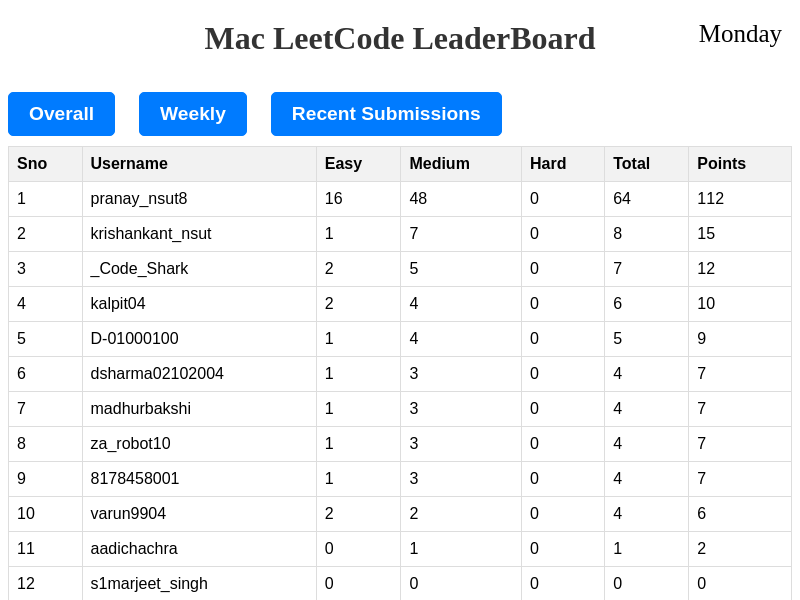 Mac LeetCode LeaderBoard
Monday
Overall Weekly Recent Submissions
Sno Username Easy Medium Hard Total Points
1 pranay_nsut8 16 48 0 64 112
2 krishankant_nsut 1 7 0 8 15
3 _Code_Shark 2 5 0 7 12
4 kalpit04 2 4 0 6 10
5 D-01000100 1 4 0 5 9
6 dsharma02102004 1 3 0 4 7
7 madhurbakshi 1 3 0 4 7
8 za_robot10 1 3 0 4 7
9 8178458001 1 3 0 4 7
10 varun9904 2 2 0 4 6
11 aadichachra 0 1 0 1 2
12 s1marjeet_singh 0 0 0 0 0